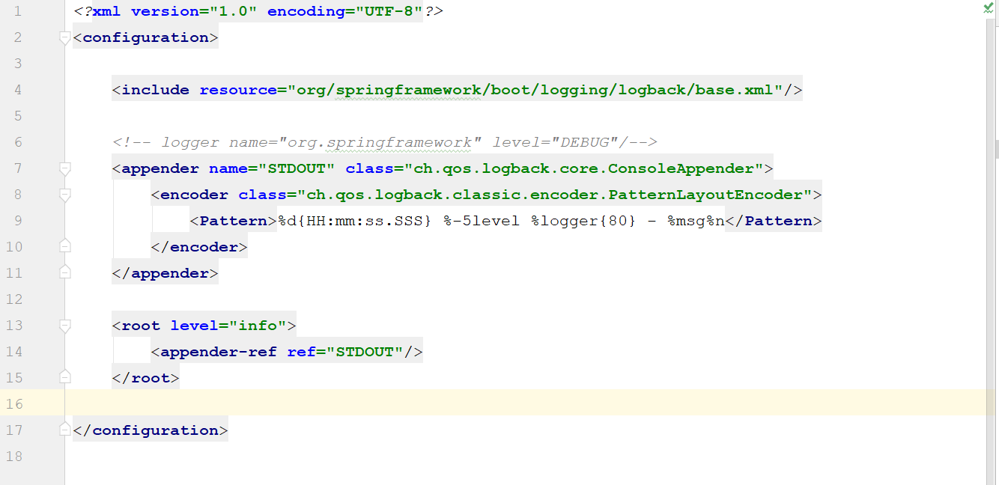 1 <?xml version="1.0" encoding="UTF-8"?>
2 <configuration>
3
4 <include resource="org/springframework/boot/logging/logback/base.xml"/>
5
6 <!-- logger name="org.springframework" level="DEBUG"/-->
7 <appender name="STDOUT" class="ch.qos.logback.core.ConsoleAppender">
8 <encoder class="ch.qos.logback.classic.encoder.PatternLayoutEncoder">
9 <Pattern>%d{HH:mm:ss.SSS} %-5level %logger{80} - %msg%n</Pattern>
10 </encoder>
11 </appender>
12
13 <root level="info">
14 <appender-ref ref="STDOUT"/>
15 </root>
16
17 </configuration>
18